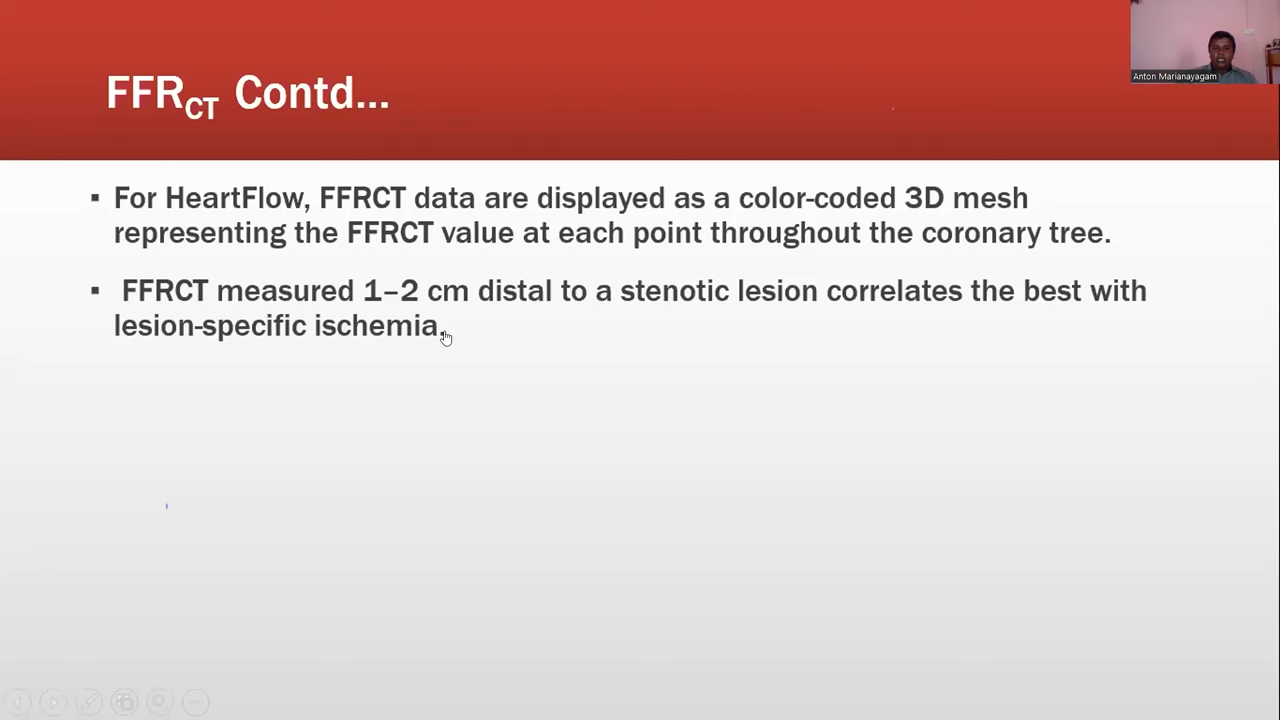 Anton Marianayagam
FFRCT Contd...
▪ For HeartFlow, FFRCT data are displayed as a color-coded 3D mesh
representing the FFRCT value at each point throughout the coronary tree.
▪ FFRCT measured 1–2 cm distal to a stenotic lesion correlates the best with
lesion-specific ischemia.